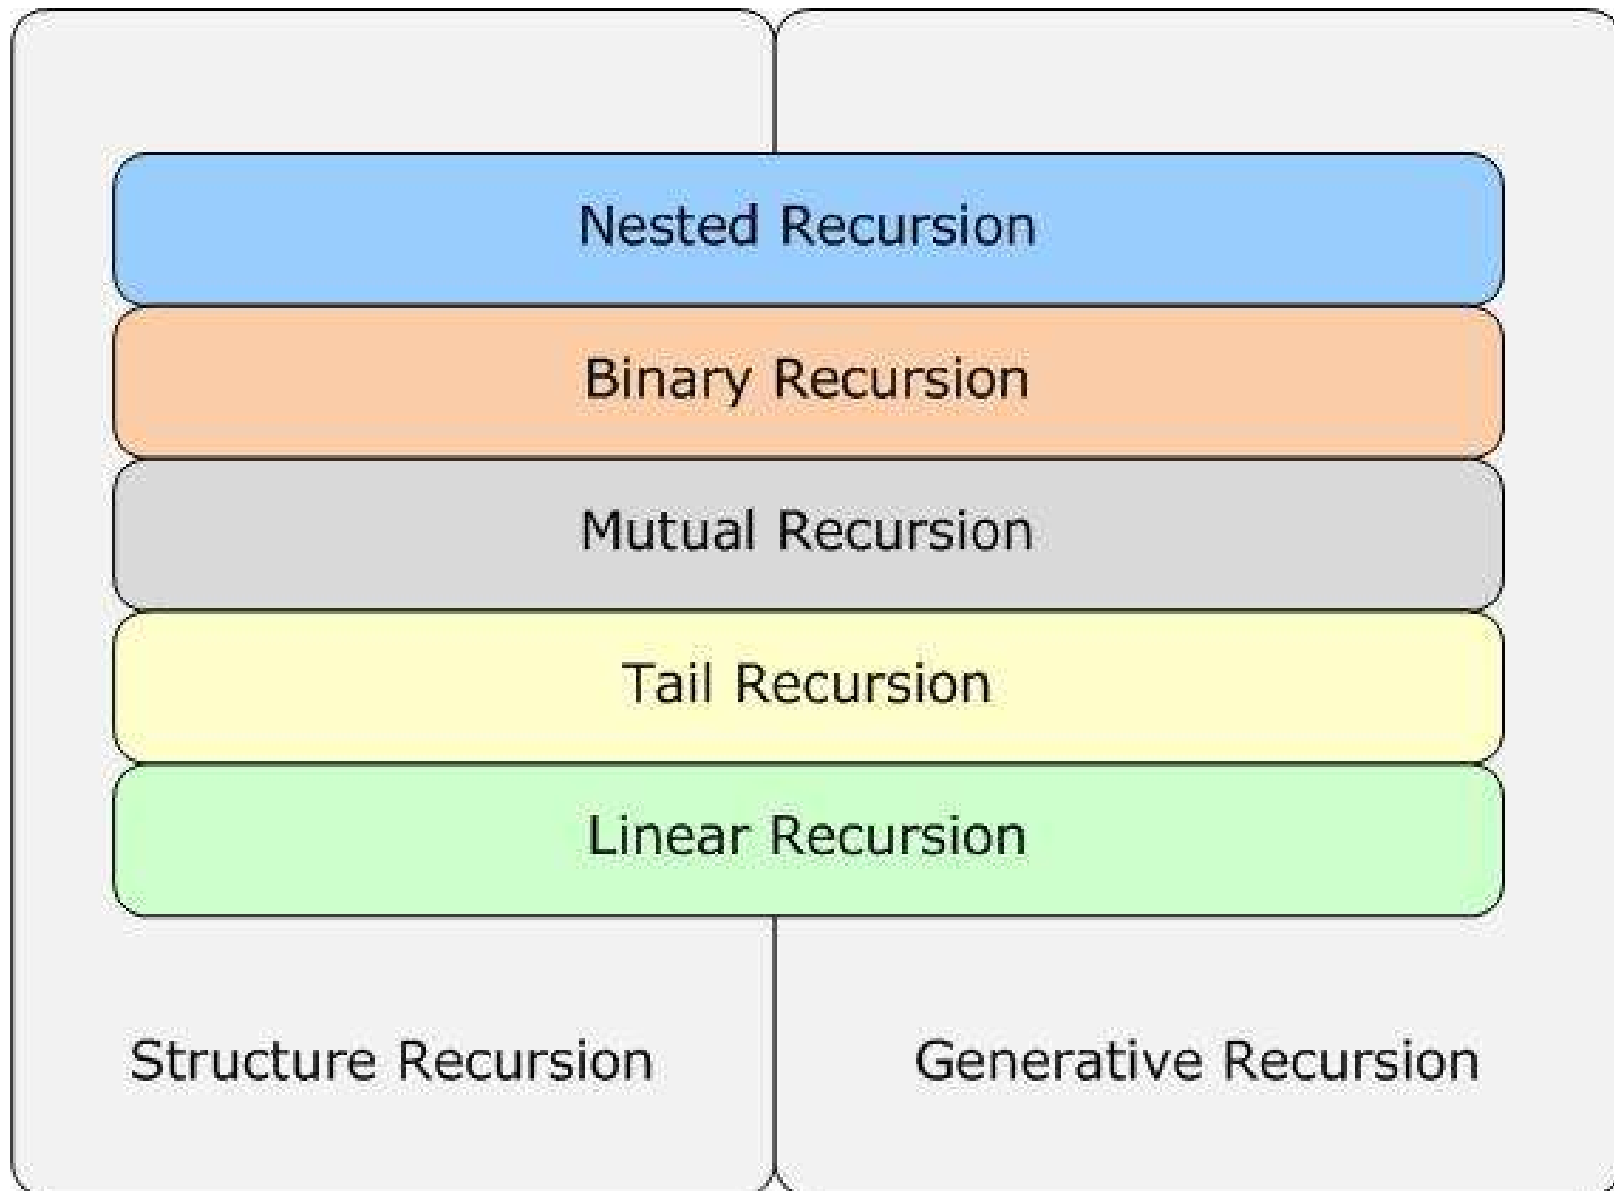 Nested Recursion
Binary Recursion
Mutual Recursion
Tail Recursion
Linear Recursion
Structure Recursion
Generative Recursion